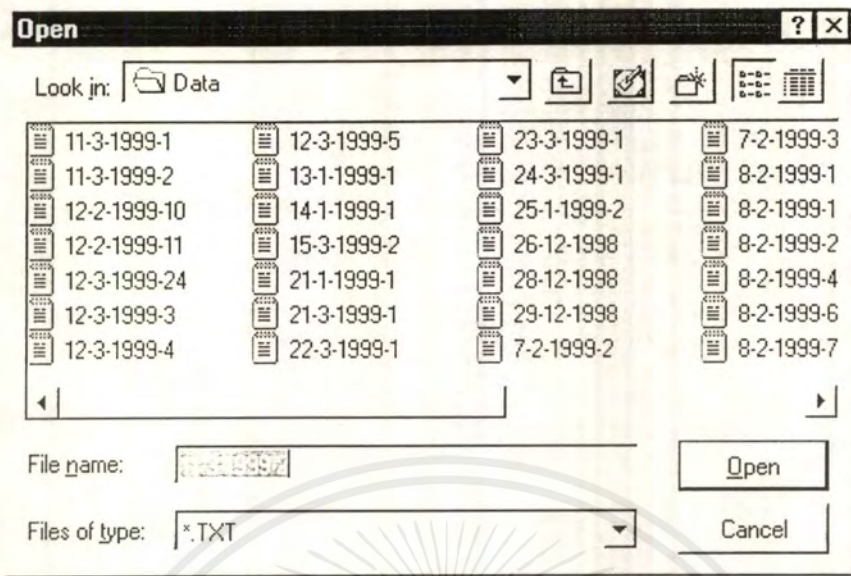 Open
Look in: Data
11-3-1999-1 12-3-1999-5 23-3-1999-1 7-2-1999-3
11-3-1999-2 13-1-1999-1 24-3-1999-1 8-2-1999-1
12-2-1999-10 14-1-1999-1 25-1-1999-2 8-2-1999-1
12-2-1999-11 15-3-1999-2 26-12-1998 8-2-1999-2
12-3-1999-24 21-1-1999-1 28-12-1998 8-2-1999-4
12-3-1999-3 21-3-1999-1 29-12-1998 8-2-1999-6
12-3-1999-4 22-3-1999-1 7-2-1999-2 8-2-1999-7
File name:
Open
Files of type: *.TXT
Cancel